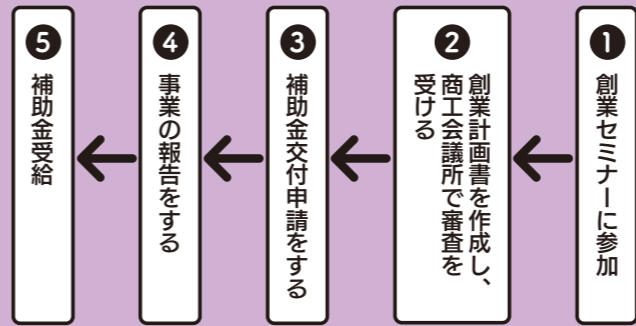 ❶
創業セミナーに参加
❷
創業計画書を作成し、
商工会議所で審査を
受ける
❸
補助金交付申請をする
❹
事業の報告をする
❺
補助金受給